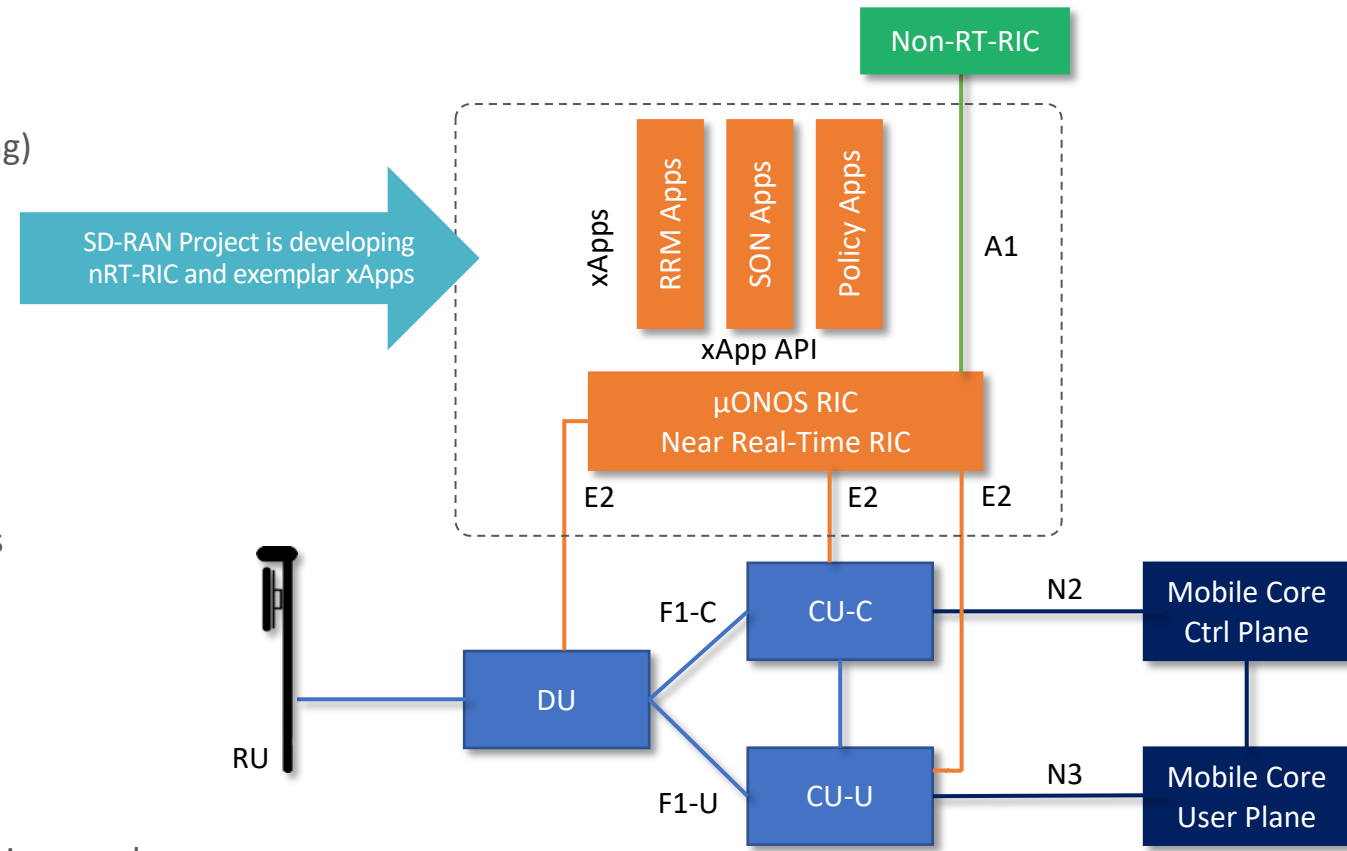 Non-RT-RIC
g)
SD-RAN Project is developing
nRT-RIC and exemplar xApps
xApps
RRM Apps
SON Apps
Policy Apps
A1
xApp API
µONOS RIC
Near Real-Time RIC
E2
E2
E2
s
F1-C
CU-C
N2
Mobile Core
Ctrl Plane
DU
RU
F1-U
CU-U
N3
Mobile Core
User Plane